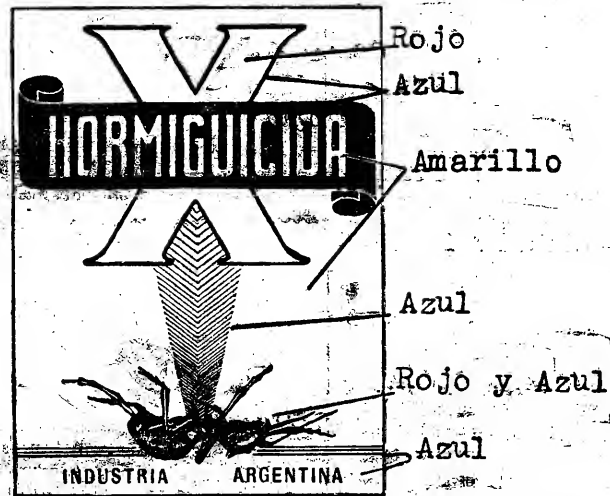 X
Rojo
Azul
HORMIGUICIDA
Amarillo
Azul
Rojo y Azul
Azul
INDUSTRIA ARGENTINA